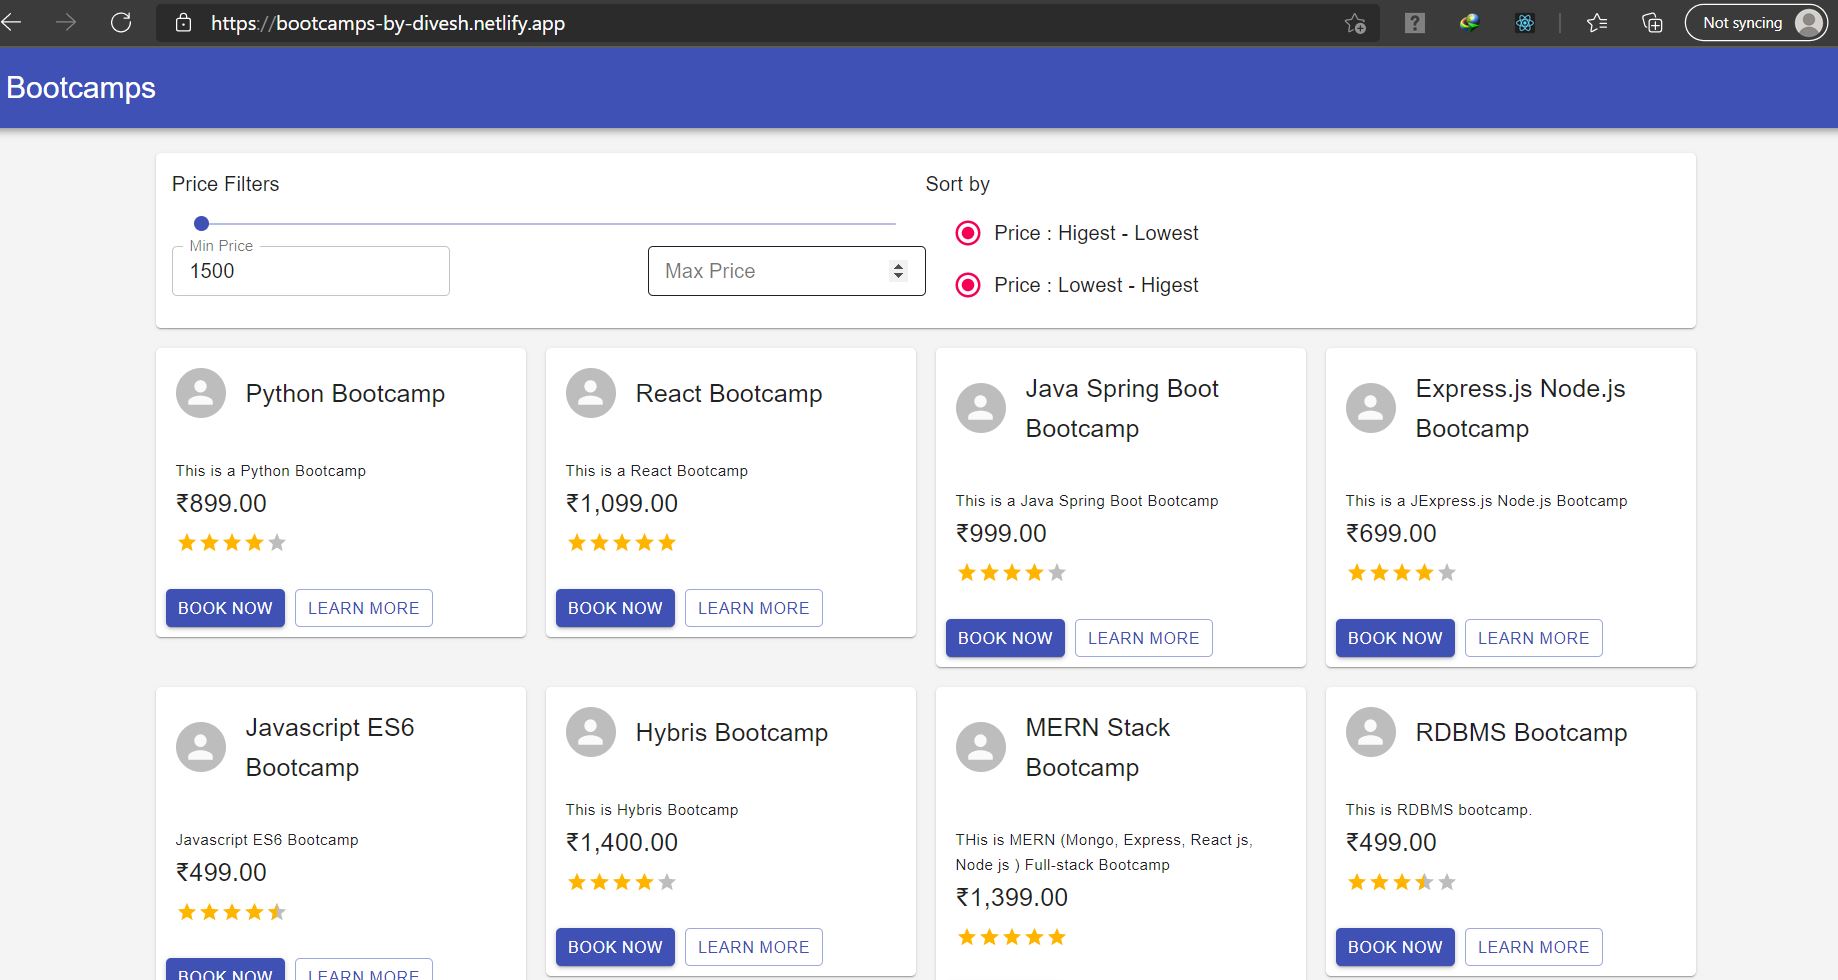 https://bootcamps-by-divesh.netlify.app
Not syncing
Bootcamps
Price Filters
Min Price
1500
Max Price
Sort by
Price : Higest - Lowest
Price : Lowest - Higest
Python Bootcamp
This is a Python Bootcamp
₹899.00
BOOK NOW
LEARN MORE
React Bootcamp
This is a React Bootcamp
₹1,099.00
BOOK NOW
LEARN MORE
Java Spring Boot
Bootcamp
This is a Java Spring Boot Bootcamp
₹999.00
BOOK NOW
LEARN MORE
Express.js Node.js
Bootcamp
This is a JExpress.js Node.js Bootcamp
₹699.00
BOOK NOW
LEARN MORE
Javascript ES6
Bootcamp
Javascript ES6 Bootcamp
₹499.00
BOOK NOW
LEARN MORE
Hybris Bootcamp
This is Hybris Bootcamp
₹1,400.00
BOOK NOW
LEARN MORE
MERN Stack
Bootcamp
THis is MERN (Mongo, Express, React js,
Node js ) Full-stack Bootcamp
₹1,399.00
RDBMS Bootcamp
This is RDBMS bootcamp.
₹499.00
BOOK NOW
LEARN MORE